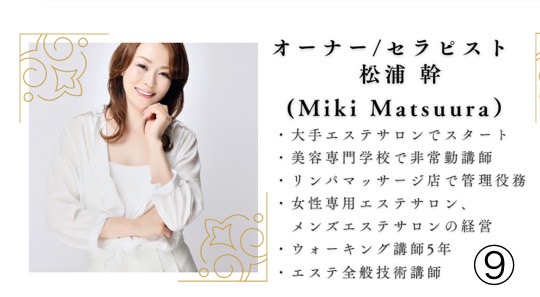 オーナー/セラピスト
松浦 幹
(Miki Matsuura)
・大手エステサロンでスタート
・美容専門学校で非常勤講師
・リンパマッサージ店で管理役務
・女性専用エステサロン、
メンズエステサロンの経営
・ウォーキング講師5年
・エステ全般技術講師
⑨